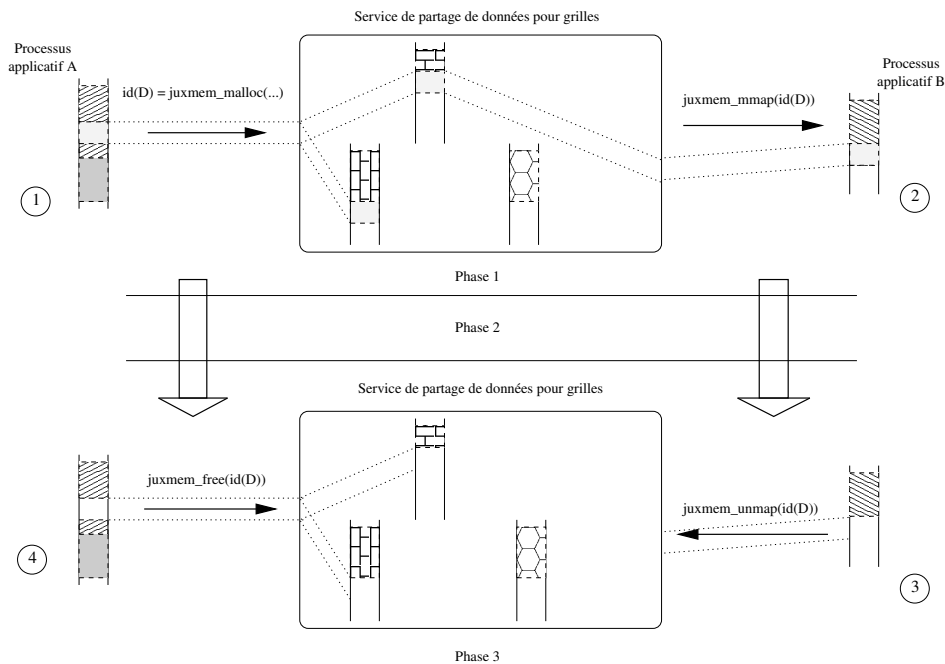 Service de partage de données pour grilles
Processus
applicatif A
Processus
applicatif B
id(D) = juxmem_malloc(...)
juxmem_mmap(id(D))
1
2
Phase 1
Phase 2
Service de partage de données pour grilles
juxmem_free(id(D))
juxmem_unmap(id(D))
4
3
Phase 3